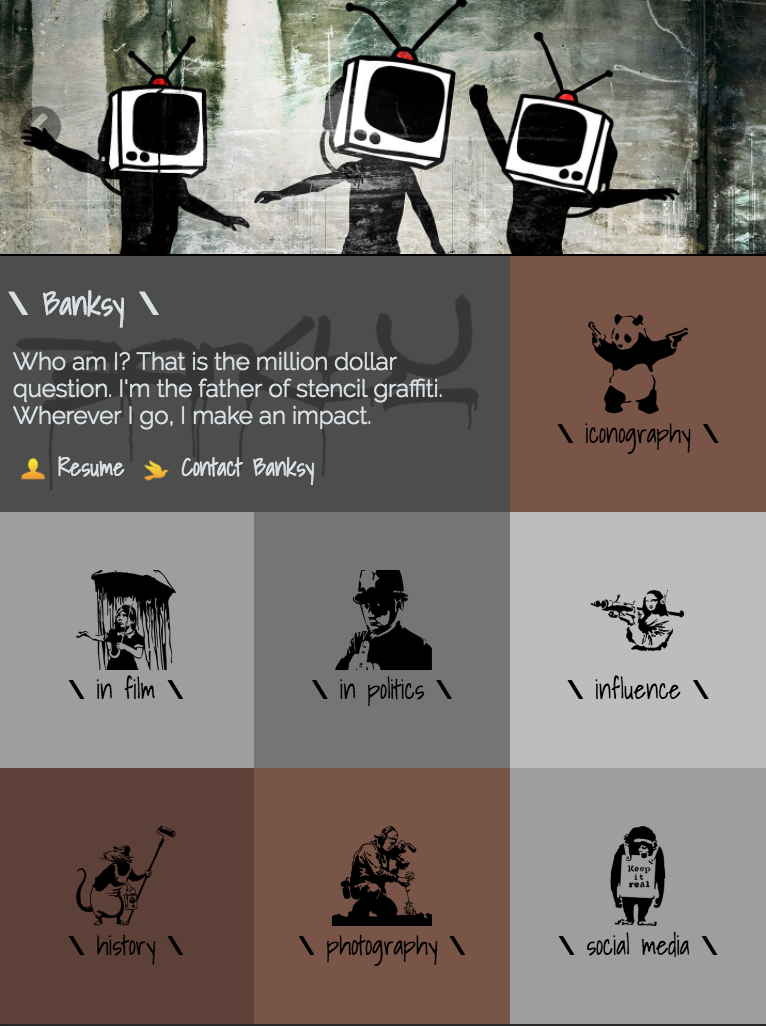 \ Banksy \
Who am I? That is the million dollar
question. I'm the father of stencil graffiti.
Wherever I go, I make an impact.
Resume Contact Banksy
\ iconography \
\ in film \
\ in politics \
\ influence \
Keep
it
real
\ history \
\ photography \
\ social media \